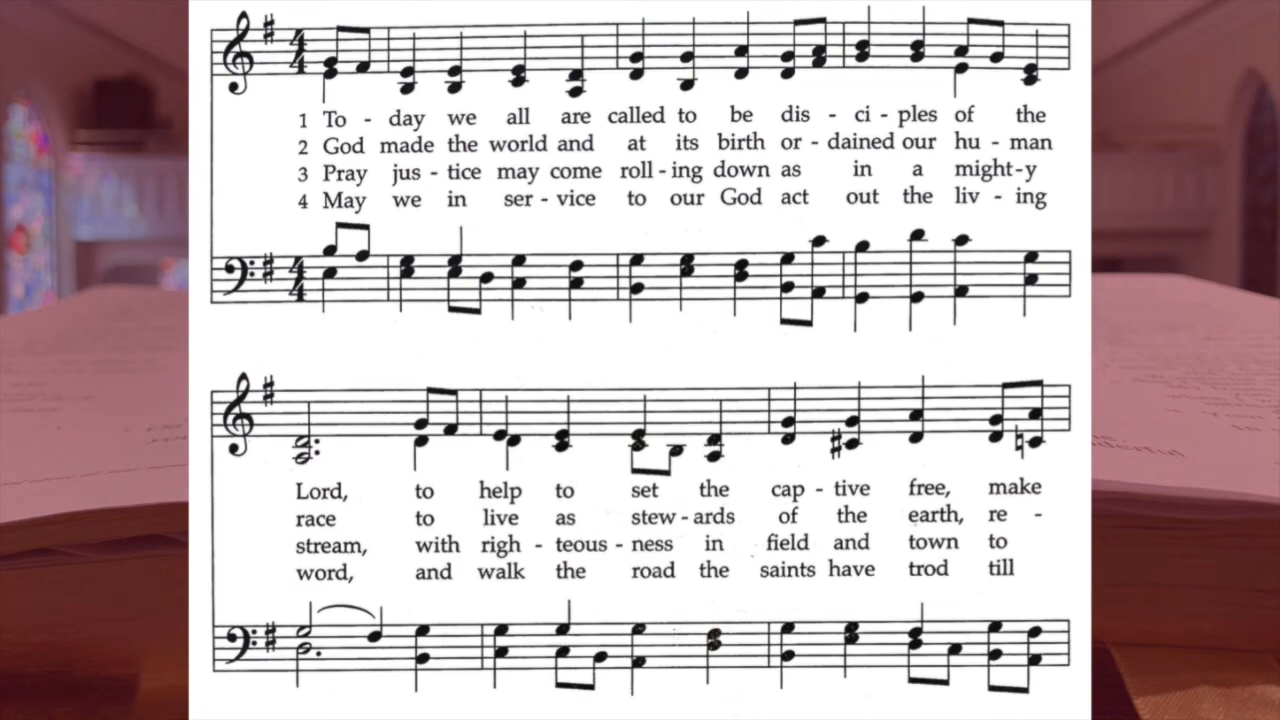 4 4
1 To - day we all are called to be dis - ci - ples of the
2 God made the world and at its birth or - dained our hu - man
3 Pray jus - tice may come roll - ing down as in a might - y
4 May we in ser - vice to our God act out the liv - ing
4 4
Lord, to help to set the cap - tive free, make
race to live as stew - ards of the earth, re -
stream, with righ - teous - ness in field and town to
word, and walk the road the saints have trod till